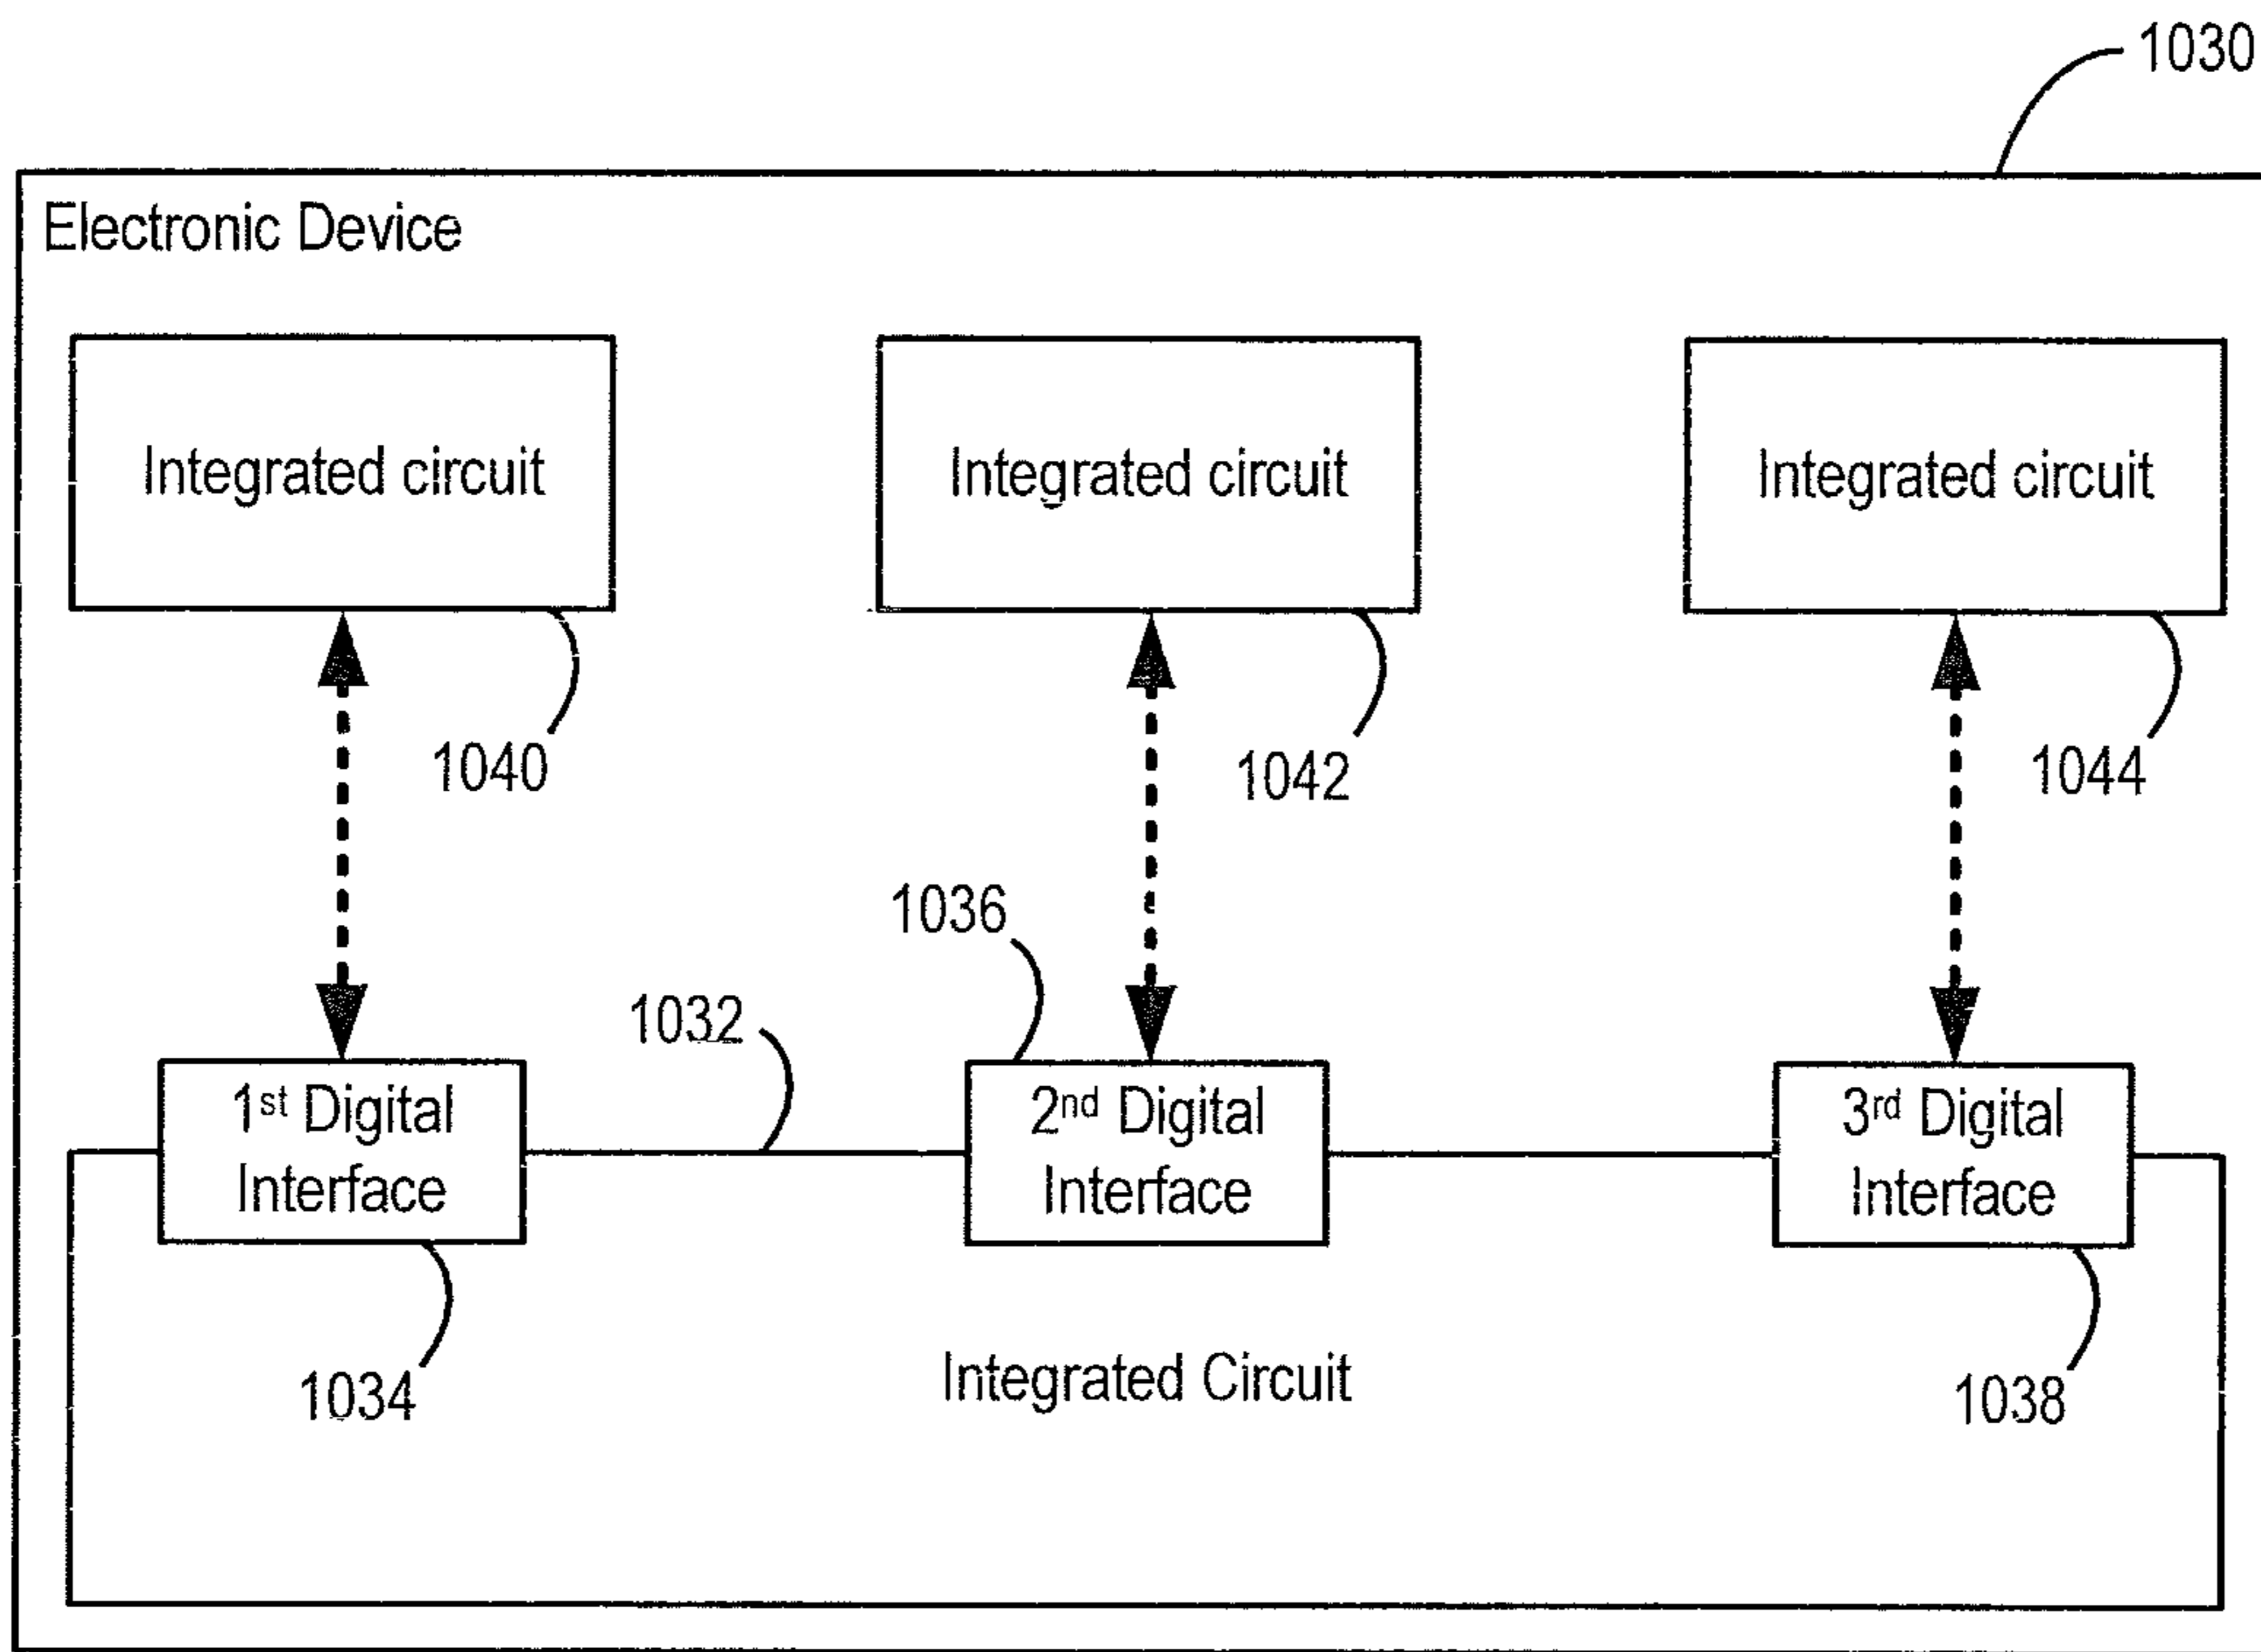 1030
Electronic Device
Integrated circuit
Integrated circuit
Integrated circuit
1040
1042
1044
1036
1032
1st Digital
Interface
2nd Digital
Interface
3rd Digital
Interface
1034
Integrated Circuit
1038